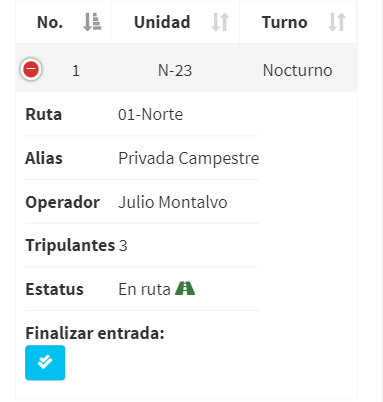 No. Unidad Turno
1 N-23 Nocturno
Ruta 01-Norte
Alias Privada Campestre
Operador Julio Montalvo
Tripulantes 3
Estatus En ruta
Finalizar entrada: